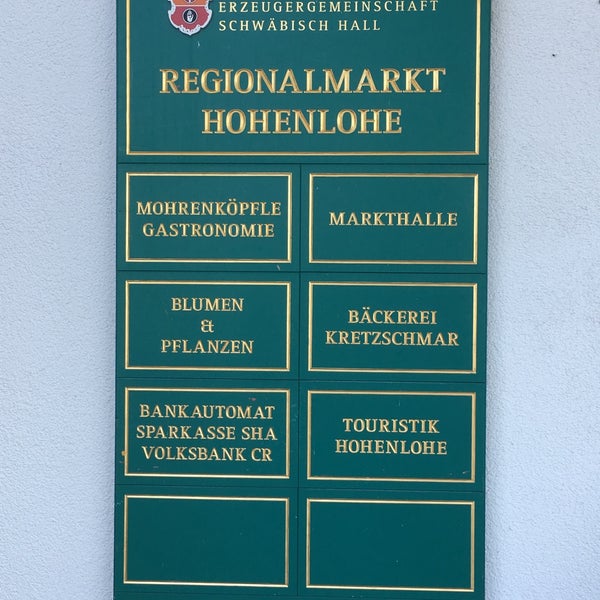 ERZEUGERGEMEINSCHAFT
SCHWÄBISCH HALL
REGIONALMARKT
HOHENLOHE
MOHRENKÖPFLE
GASTRONOMIE
MARKTHALLE
BLUMEN
&
PFLANZEN
BÄCKEREI
KRETZSCHMAR
BANKAUTOMAT
SPARKASSE SHA
VOLKSBANK CR
TOURISTIK
HOHENLOHE